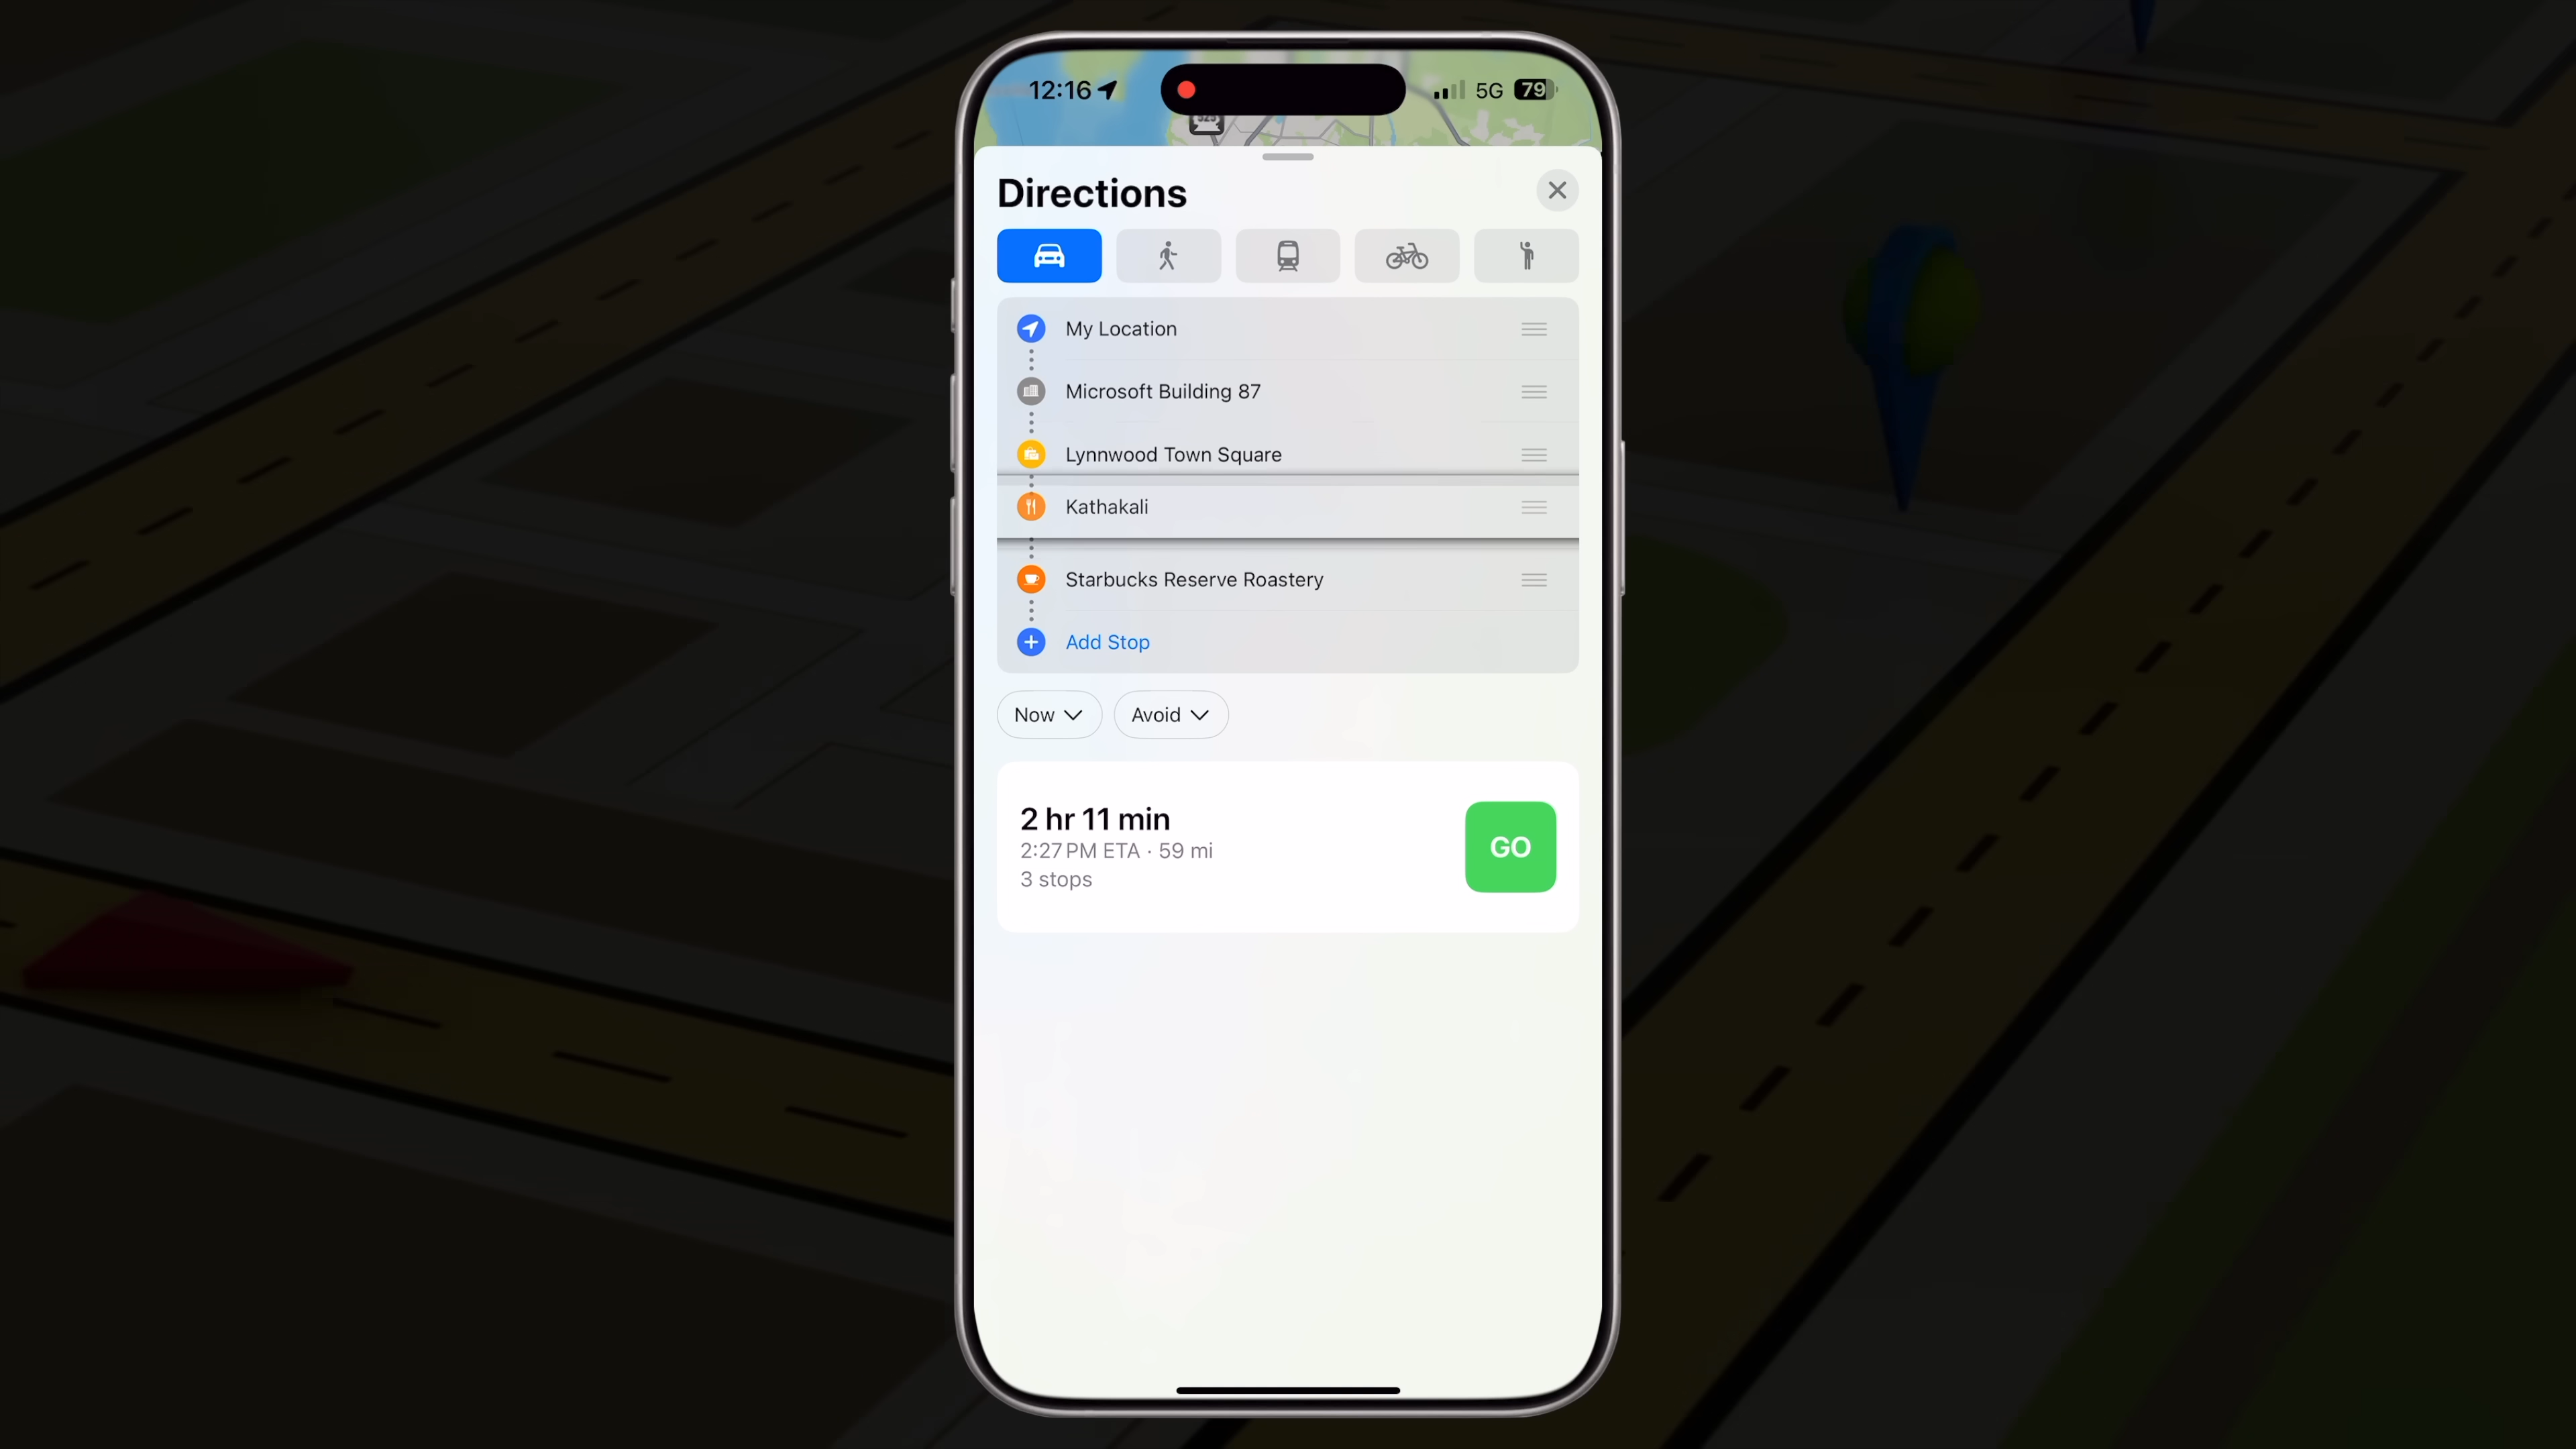 12:16
5G 79
525
Directions
My Location
Microsoft Building 87
Lynnwood Town Square
Kathakali
Starbucks Reserve Roastery
Add Stop
Now
Avoid
2 hr 11 min
2:27 PM ETA · 59 mi
3 stops
GO